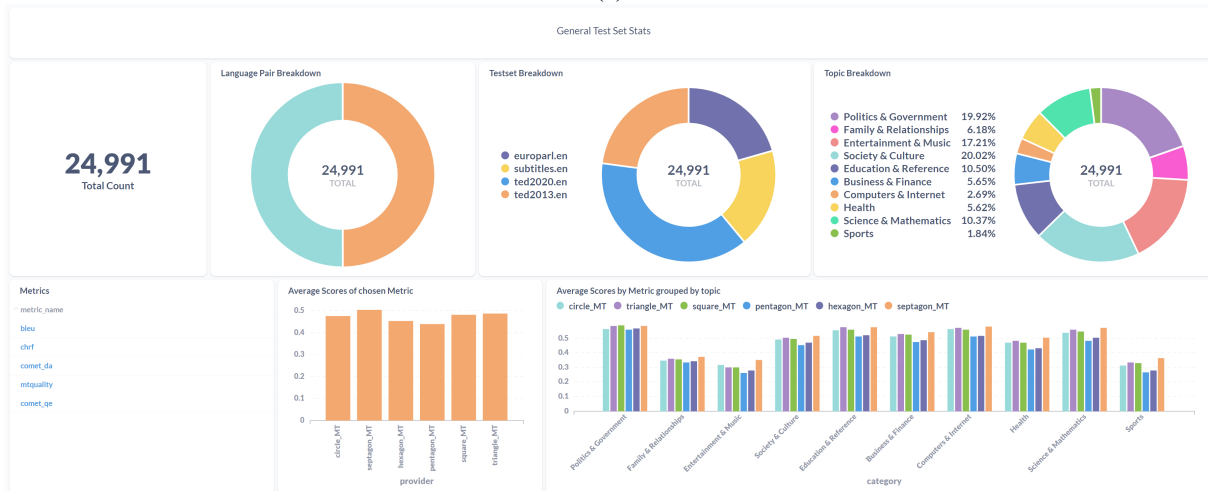 General Test Set Stats
24,991
Total Count
Language Pair Breakdown
24,991
TOTAL
Testset Breakdown
europarl.en
subtitles.en
ted2020.en
ted2013.en
24,991
TOTAL
Topic Breakdown
Politics & Government 19.92%
Family & Relationships 6.18%
Entertainment & Music 17.21%
Society & Culture 20.02%
Education & Reference 10.50%
Business & Finance 5.65%
Computers & Internet 2.69%
Health 5.62%
Science & Mathematics 10.37%
Sports 1.84%
24,991
TOTAL
Metrics
metric_name
bleu
chrf
comet_da
mtquality
comet_qe
Average Scores of chosen Metric
0.5
0.4
0.3
0.2
0.1
0
circle_MT
septagon_MT
hexagon_MT
pentagon_MT
square_MT
triangle_MT
provider
Average Scores by Metric grouped by topic
circle_MT triangle_MT square_MT pentagon_MT hexagon_MT septagon_MT
0.5
0.4
0.3
0.2
0.1
0
Politics & Government
Family & Relationships
Entertainment & Music
Society & Culture
Education & Reference
Business & Finance
Computers & Internet
Health
Science & Mathematics
Sports
category